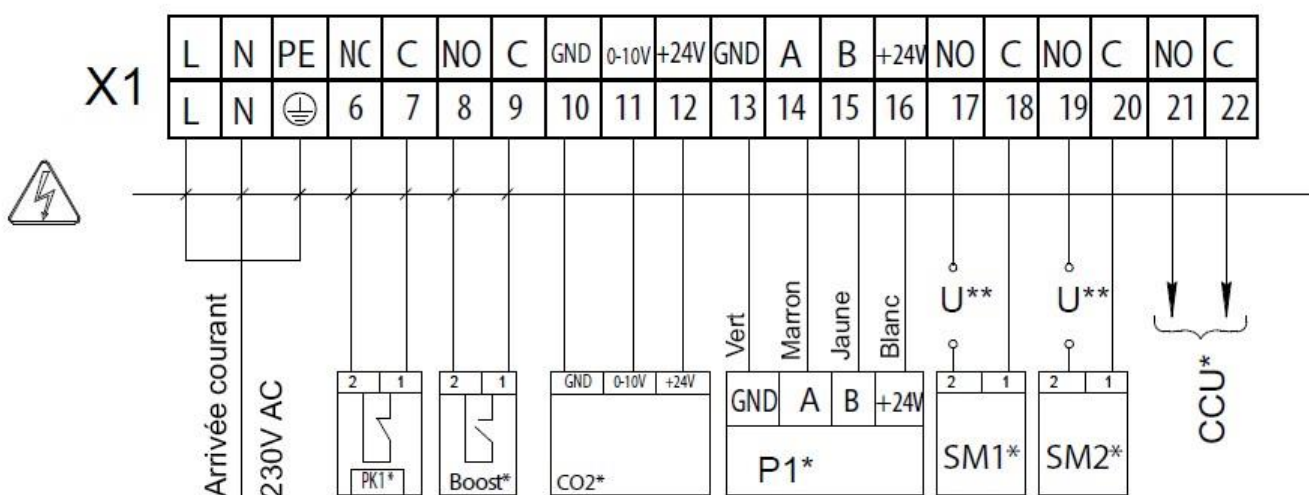 L N PE NC C NO C GND 0-10V +24V GND A B +24V NO C NO C NO C
X1
L N 6 7 8 9 10 11 12 13 14 15 16 17 18 19 20 21 22
Arrivée courant
230V AC
Vert
Marron
Jaune
Blanc
U** U**
CCU*
2 1 2 1 GND 0-10V +24V 2 1 2 1
GND A B +24V
PK1* Boost* CO2* P1* SM1* SM2*